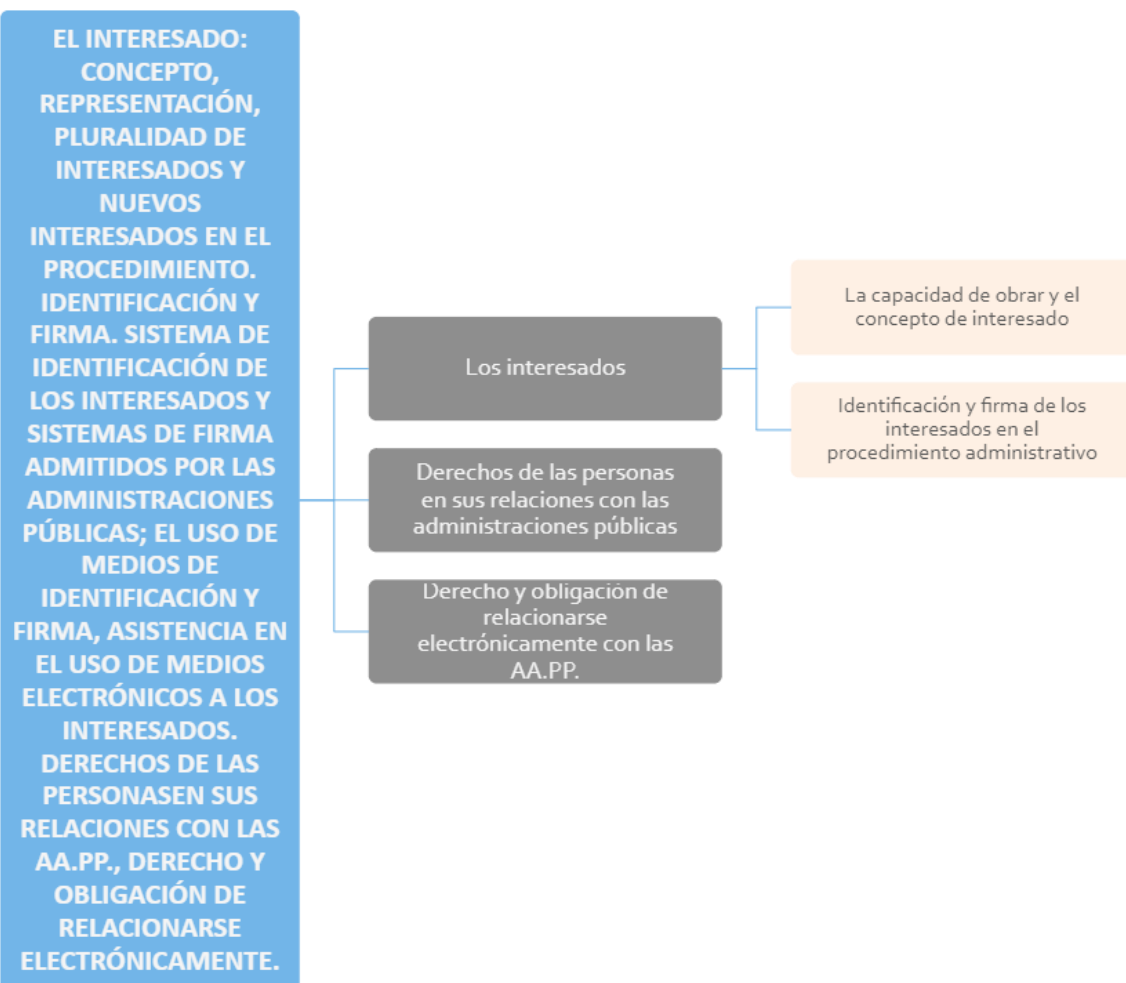 EL INTERESADO:
CONCEPTO,
REPRESENTACIÓN,
PLURALIDAD DE
INTERESADOS Y
NUEVOS
INTERESADOS EN EL
PROCEDIMIENTO.
IDENTIFICACIÓN Y
FIRMA. SISTEMA DE
IDENTIFICACIÓN DE
LOS INTERESADOS Y
SISTEMAS DE FIRMA
ADMITIDOS POR LAS
ADMINISTRACIONES
PÚBLICAS; EL USO DE
MEDIOS DE
IDENTIFICACIÓN Y
FIRMA, ASISTENCIA EN
EL USO DE MEDIOS
ELECTRÓNICOS A LOS
INTERESADOS.
DERECHOS DE LAS
PERSONASEN SUS
RELACIONES CON LAS
AA.PP., DERECHO Y
OBLIGACIÓN DE
RELACIONARSE
ELECTRÓNICAMENTE.
Los interesados
La capacidad de obrar y el
concepto de interesado
Identificación y firma de los
interesados en el
procedimiento administrativo
Derechos de las personas
en sus relaciones con las
administraciones públicas
Derecho y obligación de
relacionarse
electrónicamente con las
AA.PP.